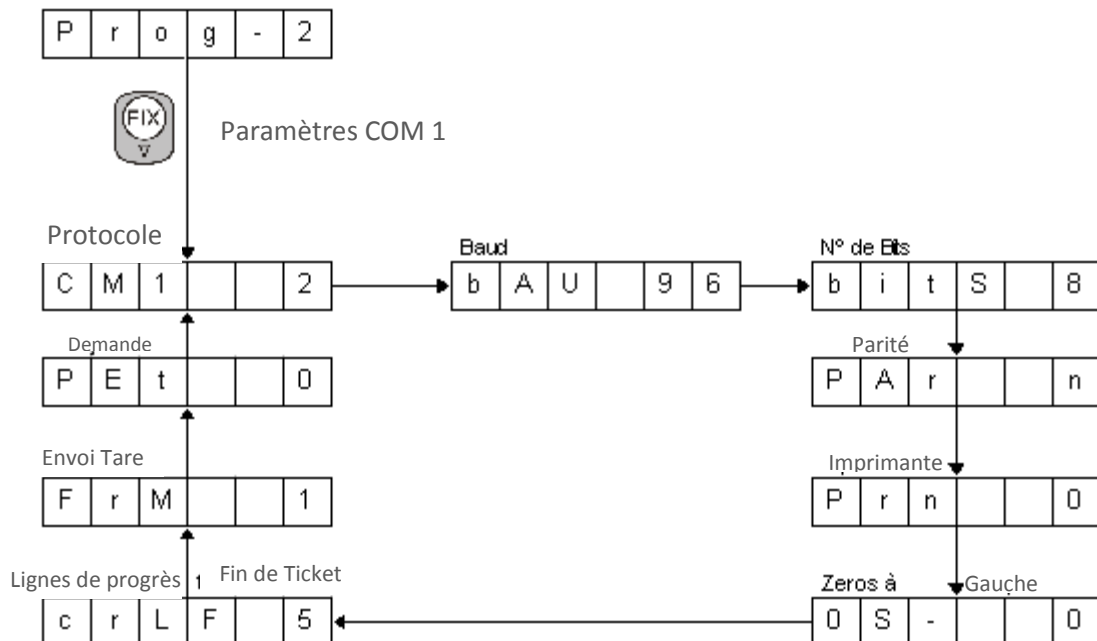 P r o g - 2
FIX
Paramètres COM 1
Protocole
C M 1 2
Baud
b A U 9 6
Nº de Bits
b i t S 8
Demande
P E t 0
Parité
P A r n
Envoi Tare
F r M 1
Imprimante
P r n 0
Lignes de progrès 1 Fin de Ticket
c r L F 5
Zeros à Gauche
0 S - 0